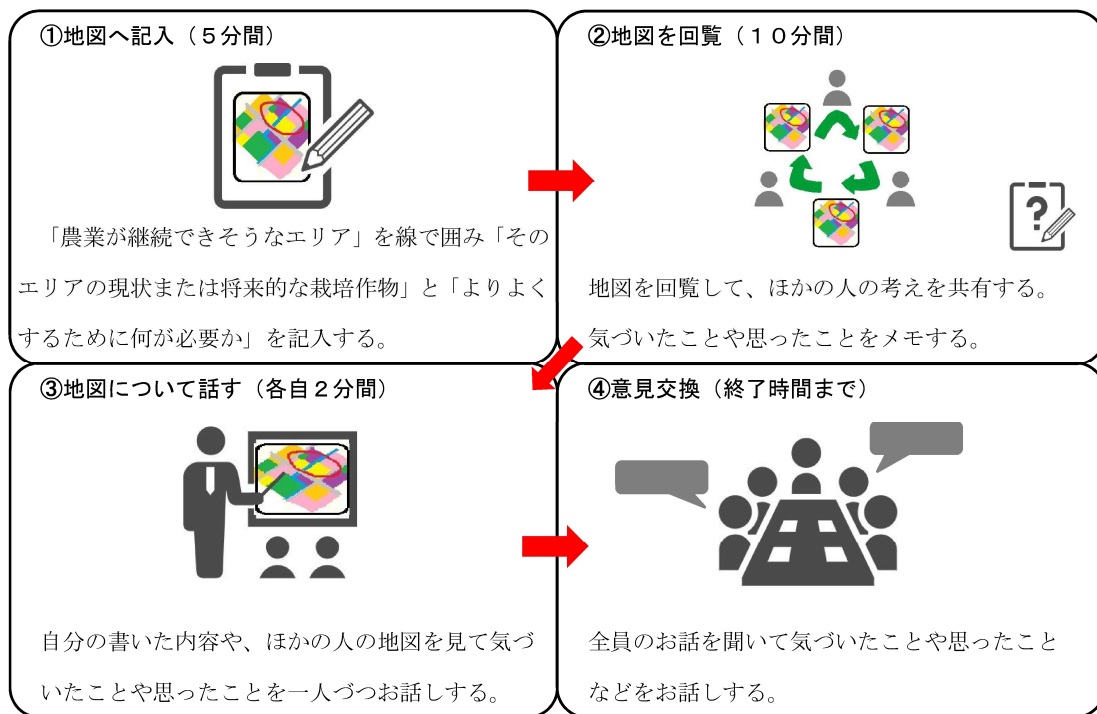 ①地図へ記入（５分間）
「農業が継続できそうなエリア」を線で囲み「その
エリアの現状または将来的な栽培作物」と「よりよく
するために何が必要か」を記入する。
②地図を回覧（１０分間）
?
地図を回覧して、ほかの人の考えを共有する。
気づいたことや思ったことをメモする。
③地図について話す（各自２分間）
自分の書いた内容や、ほかの人の地図を見て気づ
いたことや思ったことを一人づつお話しする。
④意見交換（終了時間まで）
全員のお話を聞いて気づいたことや思ったこと
などをお話しする。